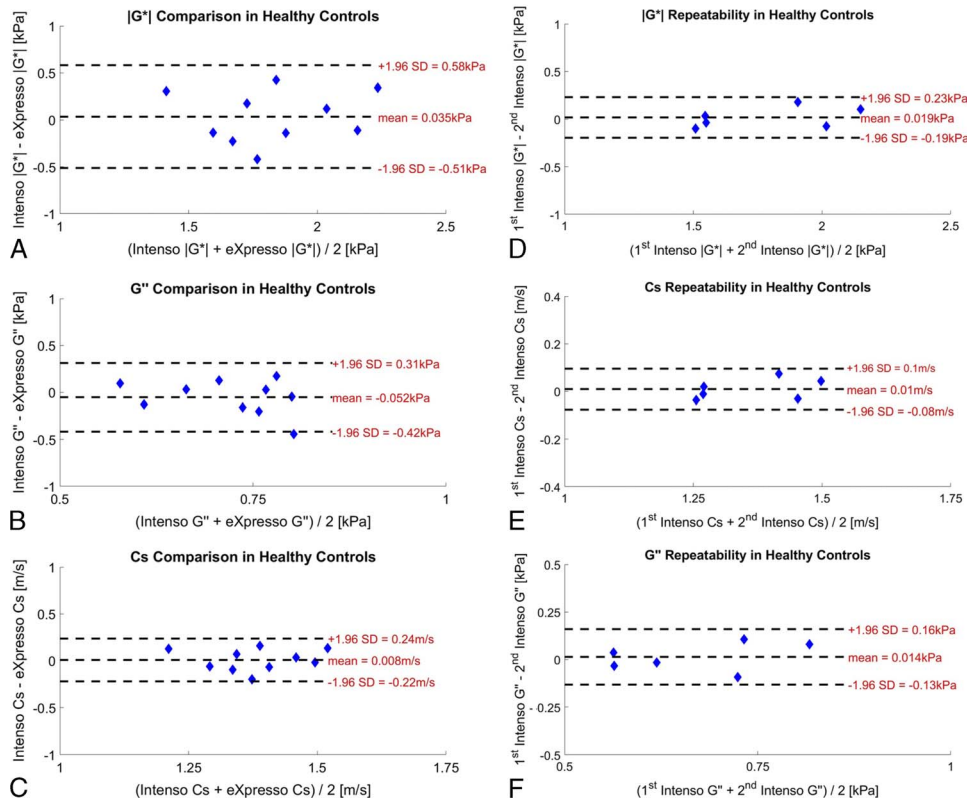 |G*| Comparison in Healthy Controls
Intenso |G*| - eXpresso |G*| [kPa]
1
0.5
0
-0.5
-1
+1.96 SD = 0.58kPa
mean = 0.035kPa
-1.96 SD = -0.51kPa
1 1.5 2 2.5
(Intenso |G*| + eXpresso |G*|) / 2 [kPa]
A
G'' Comparison in Healthy Controls
Intenso G'' - eXpresso G'' [kPa]
1
0.5
0
-0.5
-1
+1.96 SD = 0.31kPa
mean = -0.052kPa
-1.96 SD = -0.42kPa
0.5 0.75 1
(Intenso G'' + eXpresso G'') / 2 [kPa]
B
Cs Comparison in Healthy Controls
Intenso Cs - eXpresso Cs [m/s]
1
0.5
0
-0.5
-1
+1.96 SD = 0.24m/s
mean = 0.008m/s
-1.96 SD = -0.22m/s
1 1.25 1.5 1.75
(Intenso Cs + eXpresso Cs) / 2 [m/s]
C
|G*| Repeatability in Healthy Controls
1st Intenso |G*| - 2nd Intenso |G*| [kPa]
1
0.5
0
-0.5
-1
+1.96 SD = 0.23kPa
mean = 0.019kPa
-1.96 SD = -0.19kPa
1 1.5 2 2.5
(1st Intenso |G*| + 2nd Intenso |G*|) / 2 [kPa]
D
Cs Repeatability in Healthy Controls
1st Intenso Cs - 2nd Intenso Cs [m/s]
0.4
0.2
0
-0.2
-0.4
+1.96 SD = 0.1m/s
mean = 0.01m/s
-1.96 SD = -0.08m/s
1 1.25 1.5 1.75
(1st Intenso Cs + 2nd Intenso Cs) / 2 [m/s]
E
G'' Repeatability in Healthy Controls
1st Intenso G'' - 2nd Intenso G'' [kPa]
0.5
0.25
0
-0.25
-0.5
+1.96 SD = 0.16kPa
mean = 0.014kPa
-1.96 SD = -0.13kPa
0.5 0.75 1
(1st Intenso G'' + 2nd Intenso G'') / 2 [kPa]
F